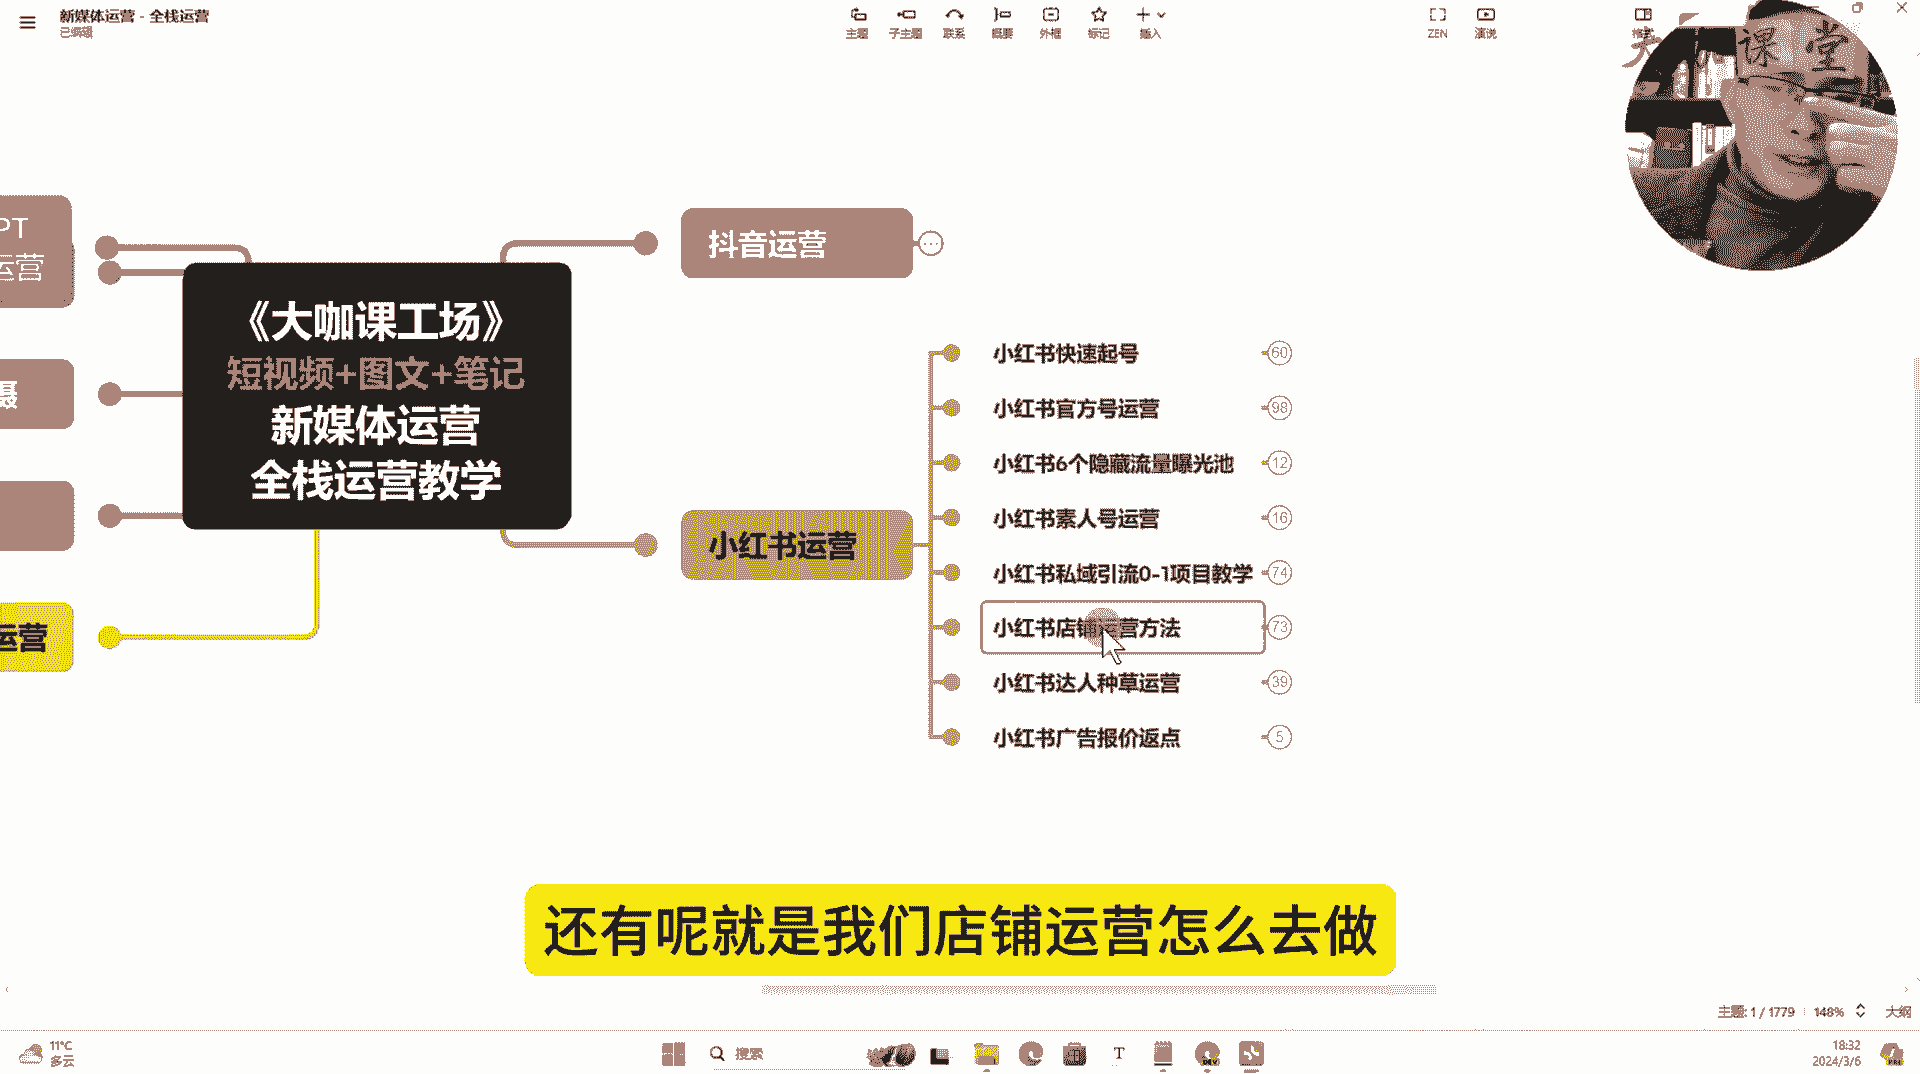 新媒体运营 - 全栈运营
已编辑
主题
子主题
联系
概要
外框
标记
插入
ZEN
演说
课堂
PT
运营
摄
运营
《大咖课工场》
短视频+图文+笔记
新媒体运营
全栈运营教学
抖音运营
小红书运营
小红书快速起号
60
小红书官方号运营
98
小红书6个隐藏流量曝光池
12
小红书素人号运营
16
小红书私域引流0-1项目教学
74
小红书店铺运营方法
73
小红书达人种草运营
39
小红书广告报价返点
5
还有呢就是我们店铺运营怎么去做
主题: 1 / 1779
148%
大纲
11°C
多云
搜索
18:32
2024/3/6